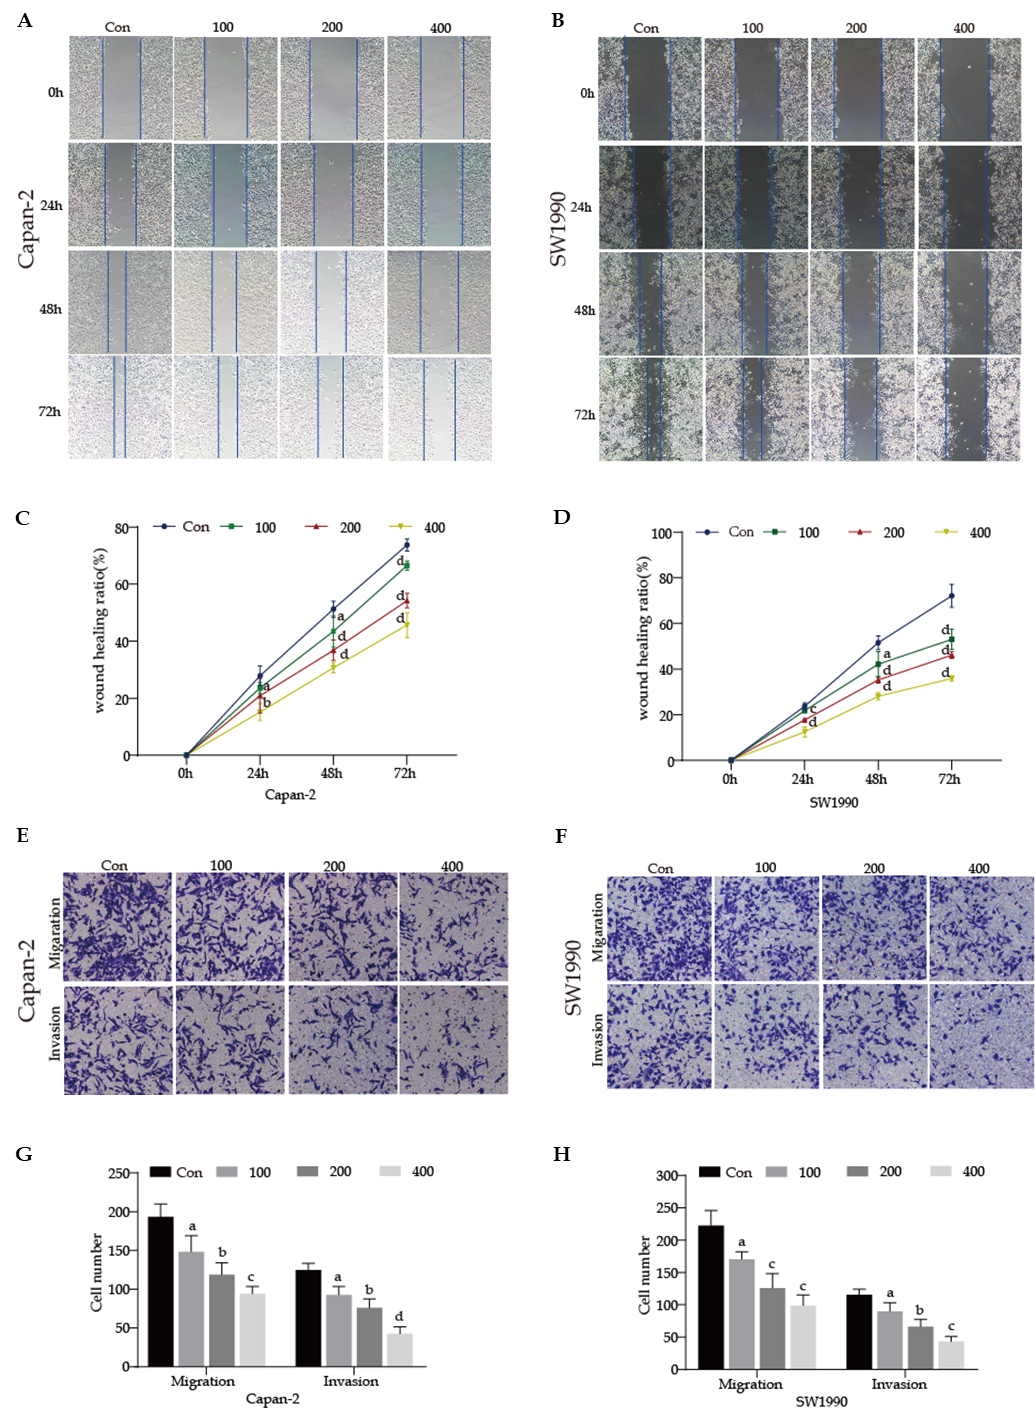 A
Con 100 200 400
0h
24h
48h
72h
Capan-2
B
Con 100 200 400
0h
24h
48h
72h
SW1990
C
Con 100 200 400
wound healing ratio(%)
80
60
40
20
0
a
b
a
d
d
d
d
d
0h 24h 48h 72h
Capan-2
D
Con 100 200 400
wound healing ratio(%)
100
80
60
40
20
0
c
d
a
d
d
d
d
d
0h 24h 48h 72h
SW1990
E
Con 100 200 400
Migaration
Invasion
Capan-2
F
Con 100 200 400
Migaration
Invasion
SW1990
G
Con 100 200 400
Cell number
250
200
150
100
50
0
a b c
a b d
Migration Invasion
Capan-2
H
Con 100 200 400
Cell number
300
250
200
150
100
50
0
a c c
a b c
Migration Invasion
SW1990